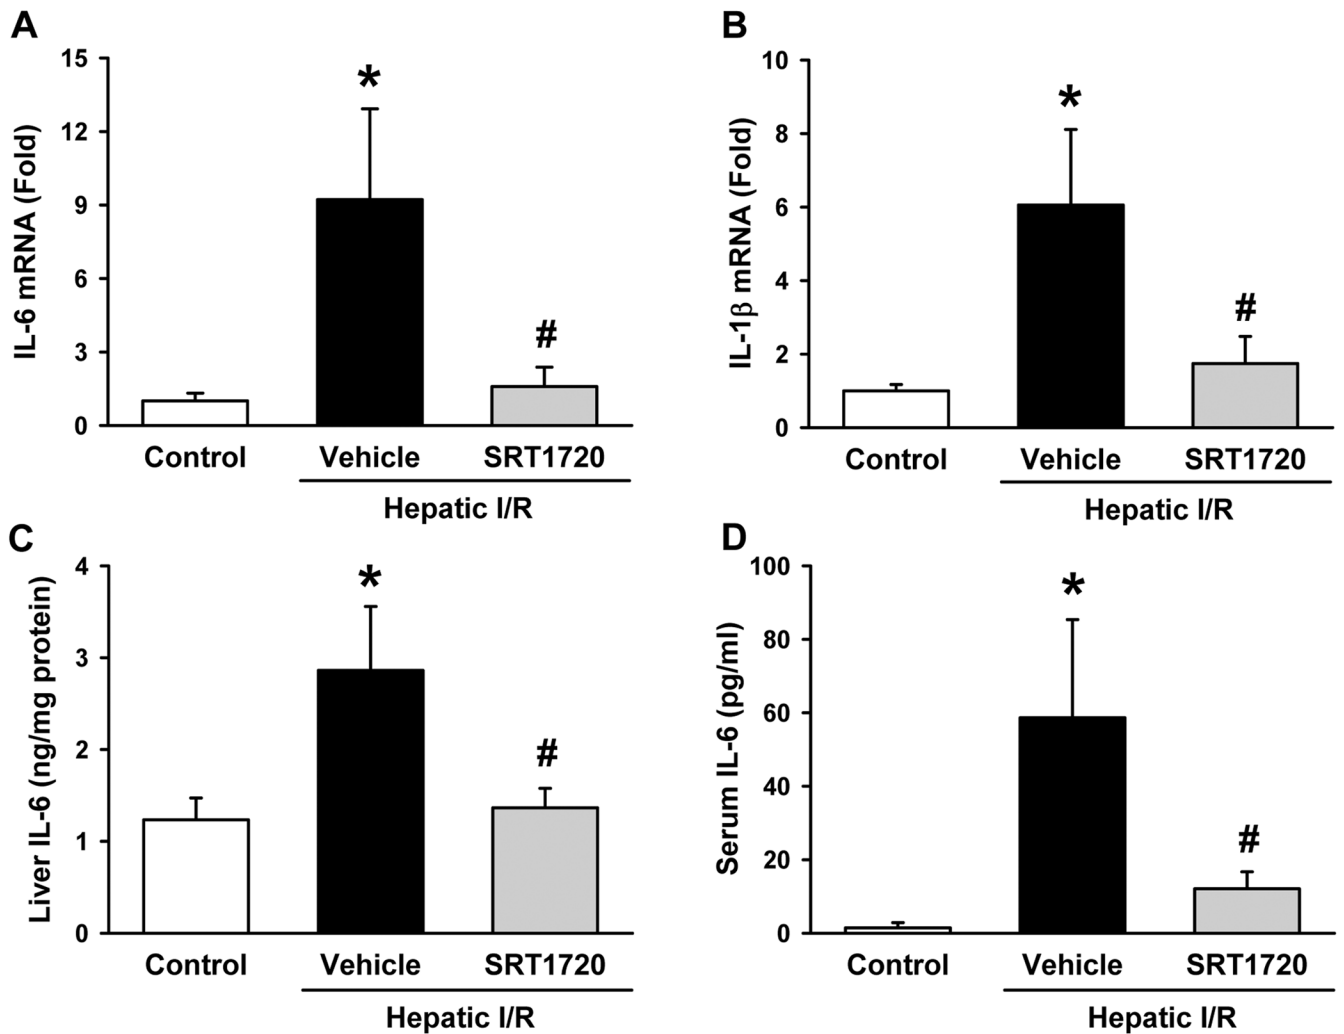 A
IL-6 mRNA (Fold)
15
12
9
6
3
0
*
#
Control Vehicle SRT1720
Hepatic I/R
B
IL-1β mRNA (Fold)
10
8
6
4
2
0
*
#
Control Vehicle SRT1720
Hepatic I/R
C
Liver IL-6 (ng/mg protein)
4
3
2
1
0
*
#
Control Vehicle SRT1720
Hepatic I/R
D
Serum IL-6 (pg/ml)
100
80
60
40
20
0
*
#
Control Vehicle SRT1720
Hepatic I/R